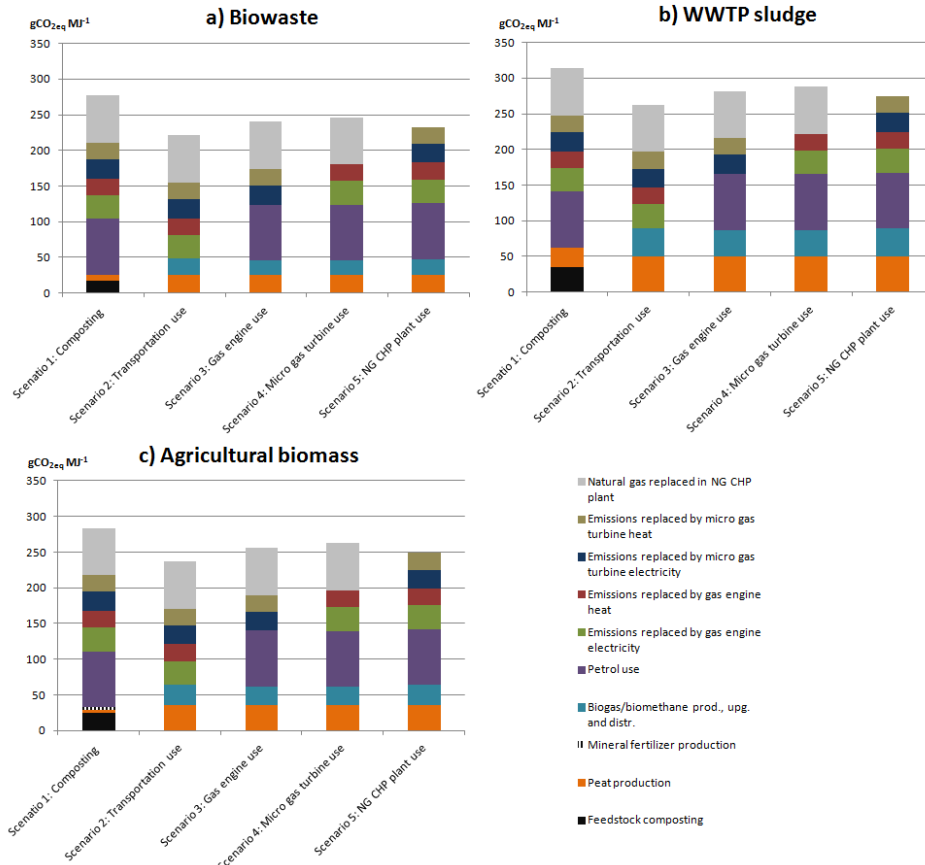 a) Biowaste
gCO2eq MJ-1
350
300
250
200
150
100
50
0
Scenatio 1: Composting
Scenario 2: Transportation use
Scenario 3: Gas engine use
Scenario 4: Micro gas turbine use
Scenario 5: NG CHP plant use
b) WWTP sludge
gCO2eq MJ-1
350
300
250
200
150
100
50
0
Scenario 1: Composting
Scenario 2: Transportation use
Scenario 3: Gas engine use
Scenario 4: Micro gas turbine use
Scenario 5: NG CHP plant use
c) Agricultural biomass
gCO2eq MJ-1
350
300
250
200
150
100
50
0
Scenatio 1: Composting
Scenario 2: Transportation use
Scenario 3: Gas engine use
Scenario 4: Micro gas turbine use
Scenario 5: NG CHP plant use
Natural gas replaced in NG CHP
plant
Emissions replaced by micro gas
turbine heat
Emissions replaced by micro gas
turbine electricity
Emissions replaced by gas engine
heat
Emissions replaced by gas engine
electricity
Petrol use
Biogas/biomethane prod., upg.
and distr.
Mineral fertilizer production
Peat production
Feedstock composting